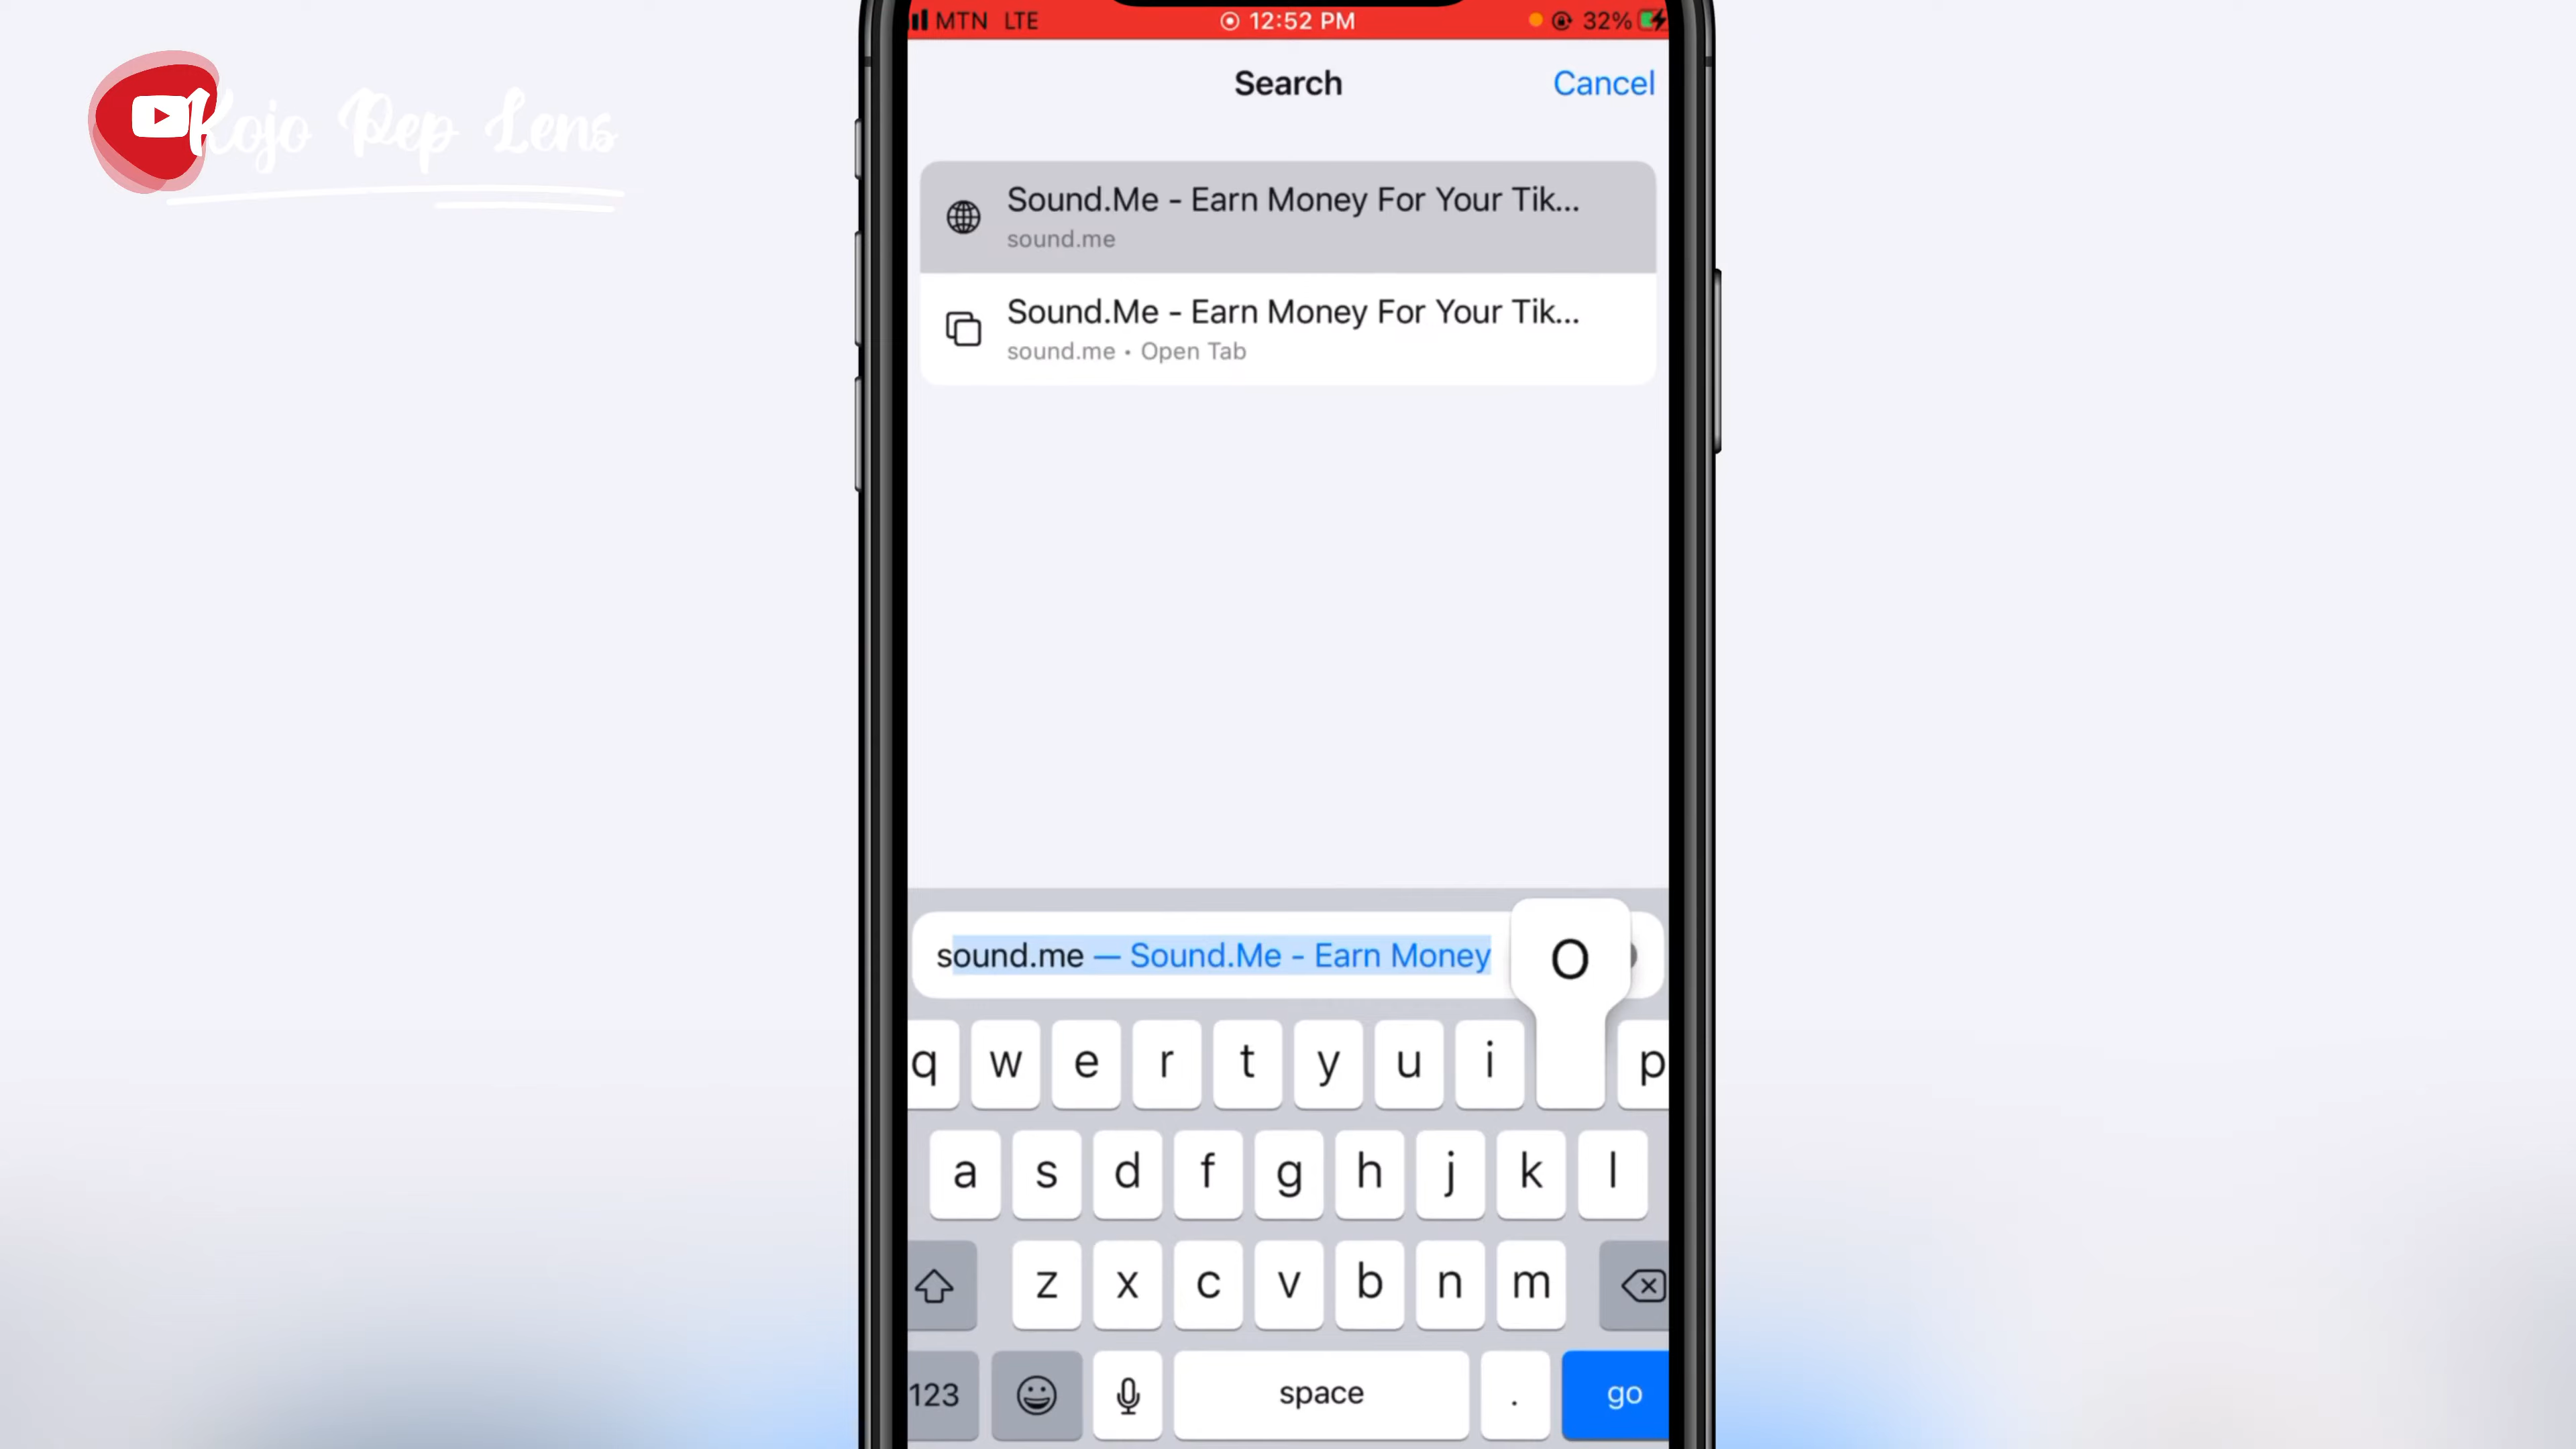 MTN LTE 12:52 PM 32%
Kojo Pep Lens
Search Cancel
Sound.Me - Earn Money For Your Tik...
sound.me
Sound.Me - Earn Money For Your Tik...
sound.me • Open Tab
sound.me — Sound.Me - Earn Money
O
q w e r t y u i p
a s d f g h j k l
z x c v b n m
123 space . go